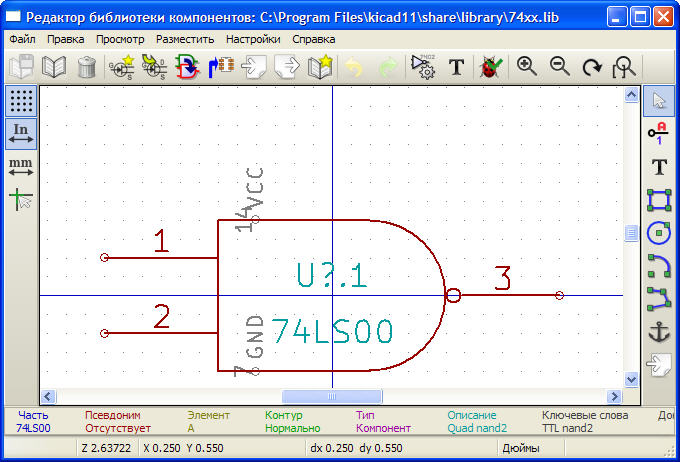 Редактор библиотеки компонентов: C:\Program Files\kicad11\share\library\74xx.lib
Файл Правка Просмотр Разместить Настройки Справка
T
In
mm
A
1
T
14 VCC
1
U?.1
3
2
74LS00
7 GND
Часть Псевдоним Элемент Контур Тип Описание Ключевые слова
74LS00 Отсутствует A Нормально Компонент Quad nand2 TTL nand2
Z 2.63722 X 0.250 Y 0.550 dx 0.250 dy 0.550 Дюймы